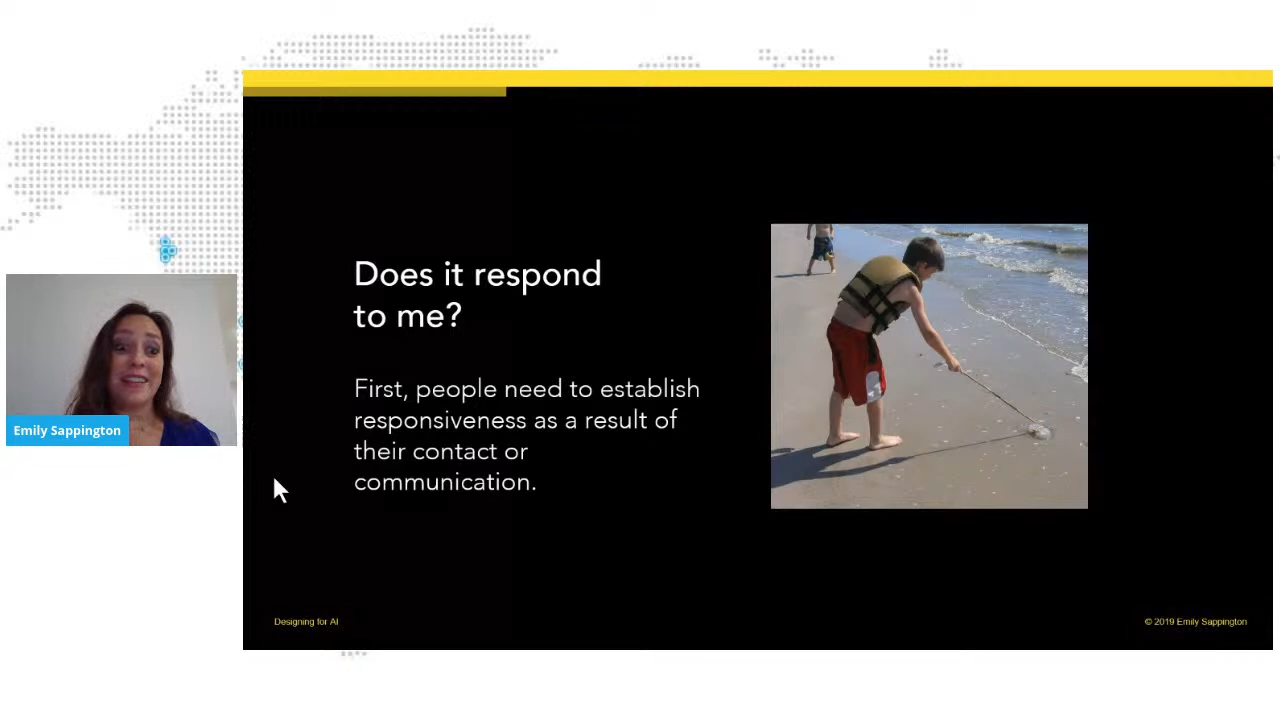 Does it respond
to me?
First, people need to establish
responsiveness as a result of
their contact or
communication.
Emily Sappington
Designing for AI
© 2019 Emily Sappington